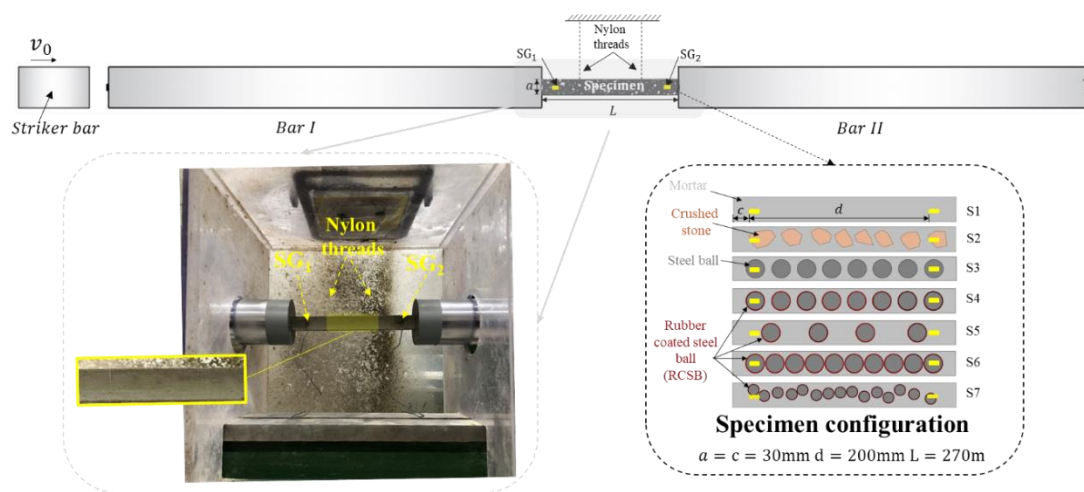 Nylon
threads
v₀
SG₁
SG₂
a
Specimen
L
Striker bar
Bar I
Bar II
Nylon
threads
SG₁
SG₂
Mortar
c
d
S1
Crushed
stone
S2
Steel ball
S3
S4
Rubber
coated steel
ball
(RCSB)
S5
S6
S7
Specimen configuration
a = c = 30mm d = 200mm L = 270m